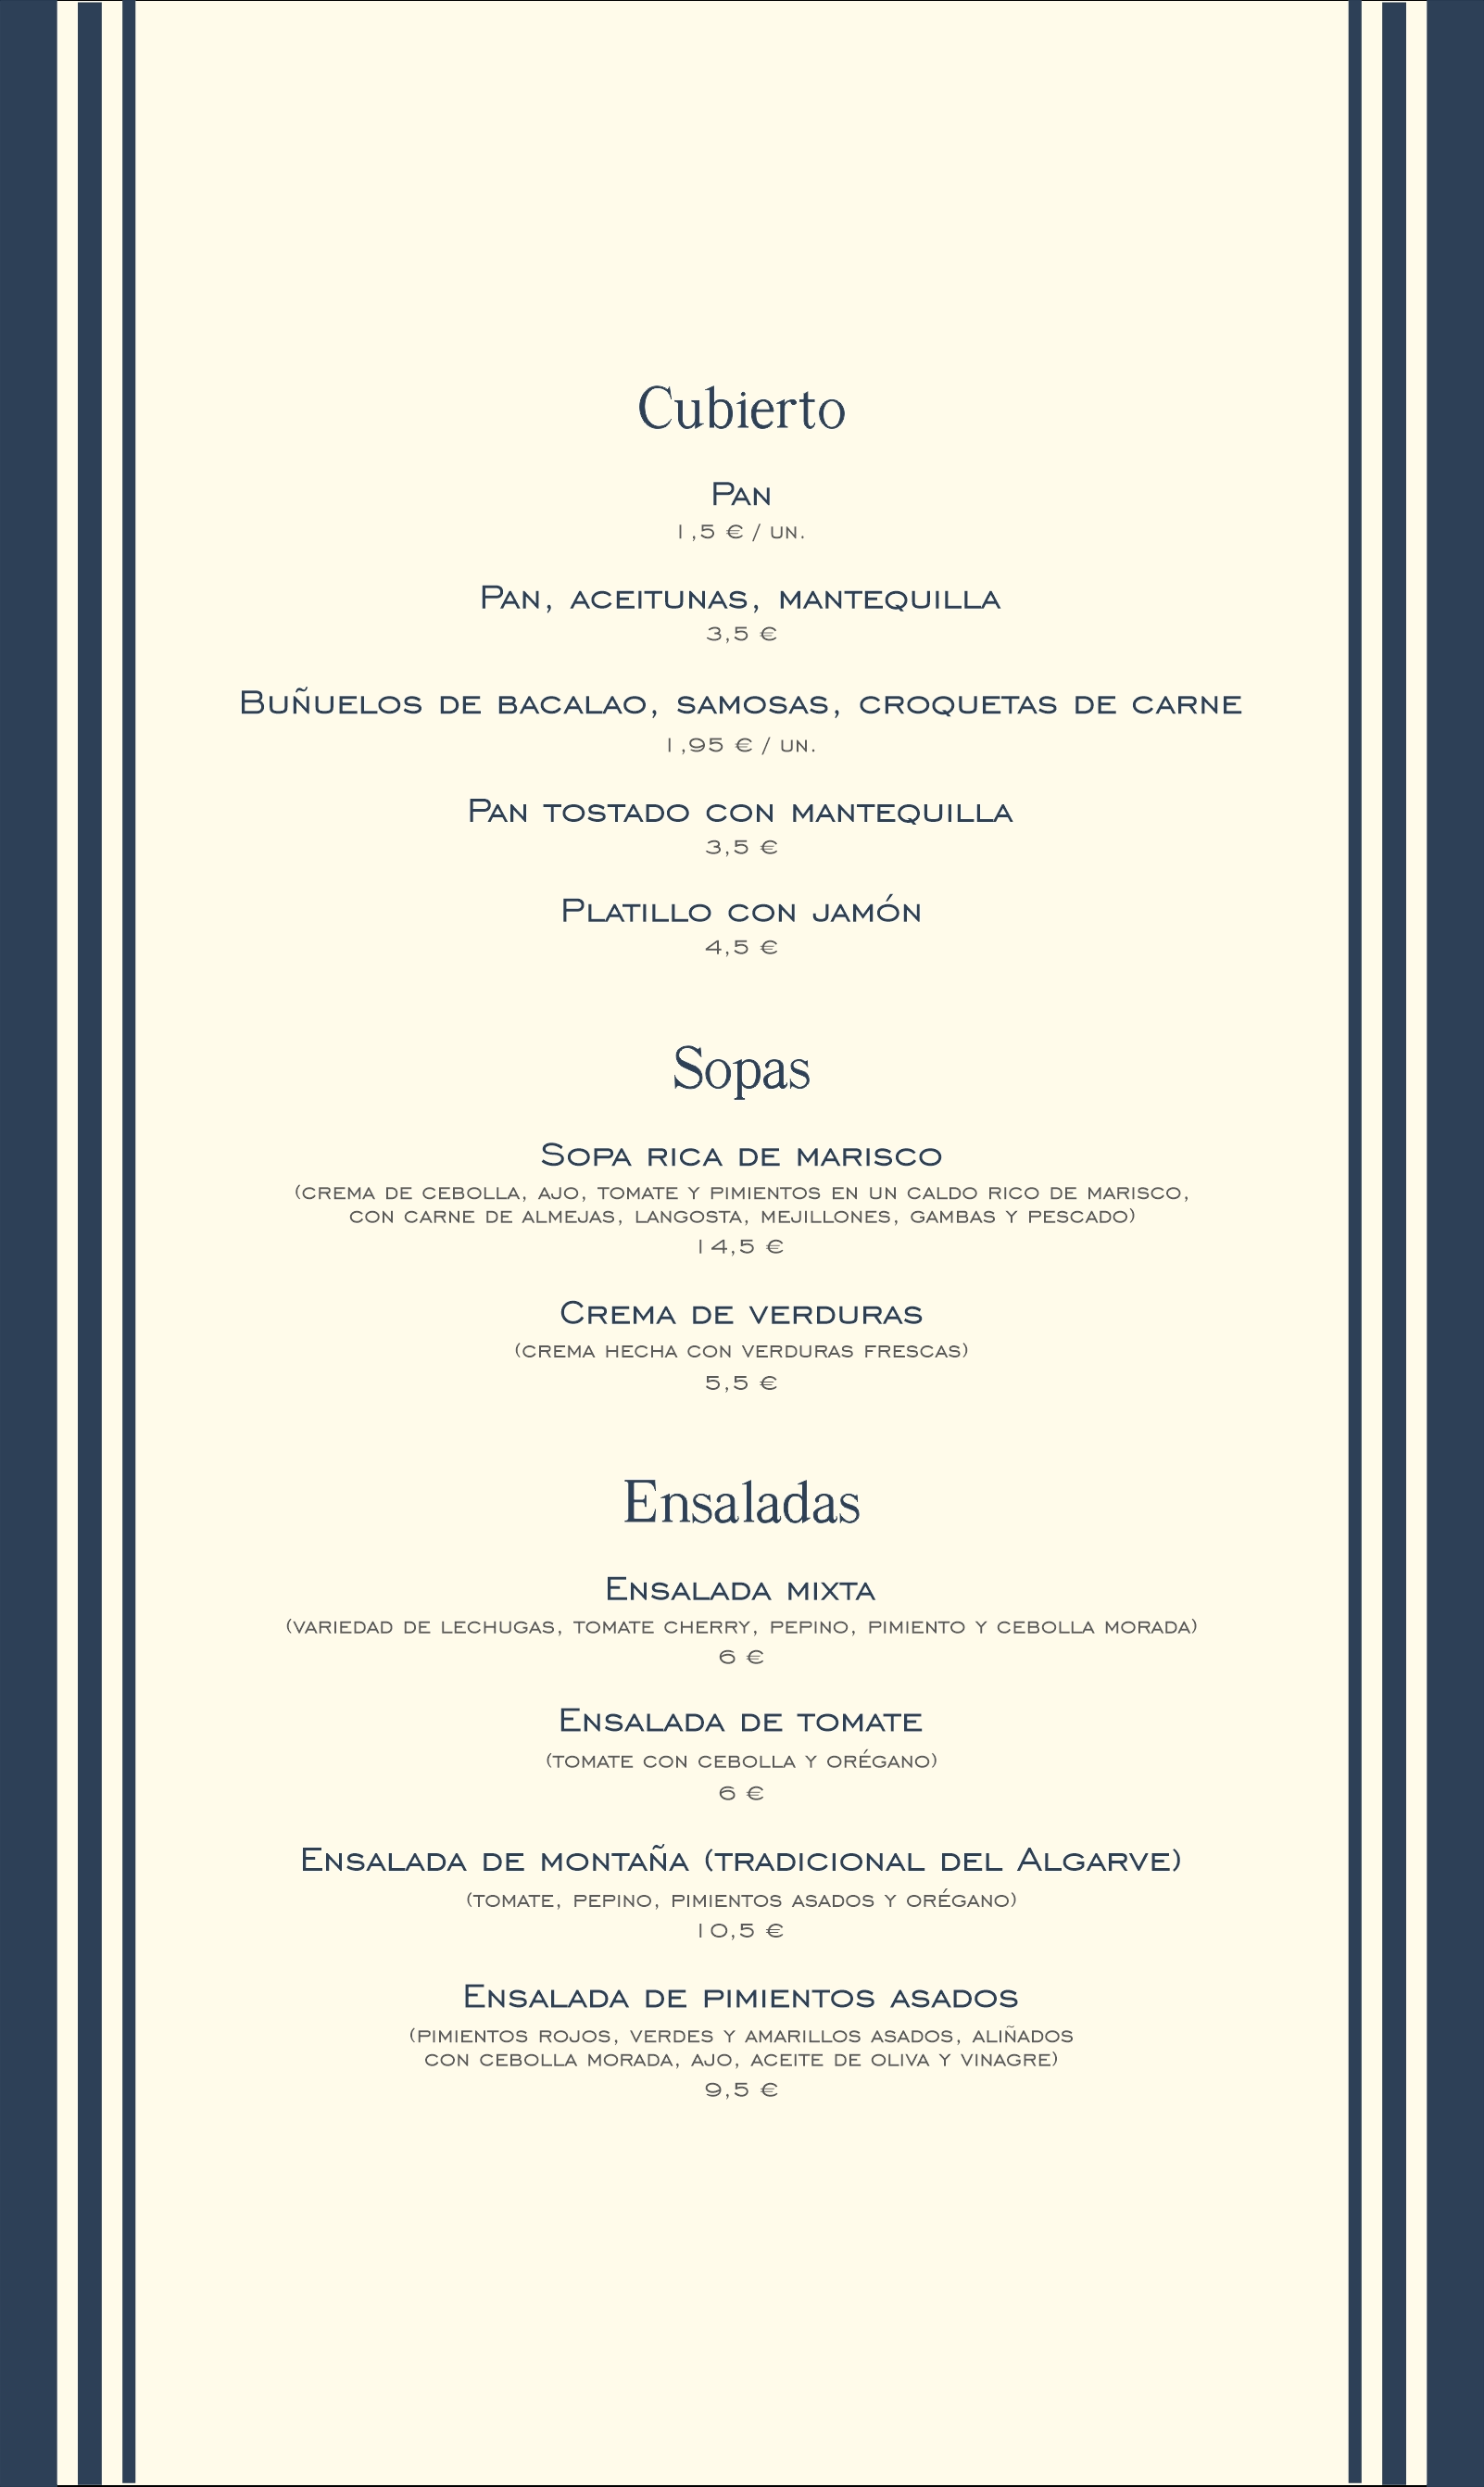 Cubierto
Pan
1,5 € / un.
Pan, aceitunas, mantequilla
3,5 €
Buñuelos de bacalao, samosas, croquetas de carne
1,95 € / un.
Pan tostado con mantequilla
3,5 €
Platillo con jamón
4,5 €
Sopas
Sopa rica de marisco
(crema de cebolla, ajo, tomate y pimientos en un caldo rico de marisco,
con carne de almejas, langosta, mejillones, gambas y pescado)
14,5 €
Crema de verduras
(crema hecha con verduras frescas)
5,5 €
Ensaladas
Ensalada mixta
(variedad de lechugas, tomate cherry, pepino, pimiento y cebolla morada)
6 €
Ensalada de tomate
(tomate con cebolla y orégano)
6 €
Ensalada de montaña (tradicional del Algarve)
(tomate, pepino, pimientos asados y orégano)
10,5 €
Ensalada de pimientos asados
(pimientos rojos, verdes y amarillos asados, aliñados
con cebolla morada, ajo, aceite de oliva y vinagre)
9,5 €